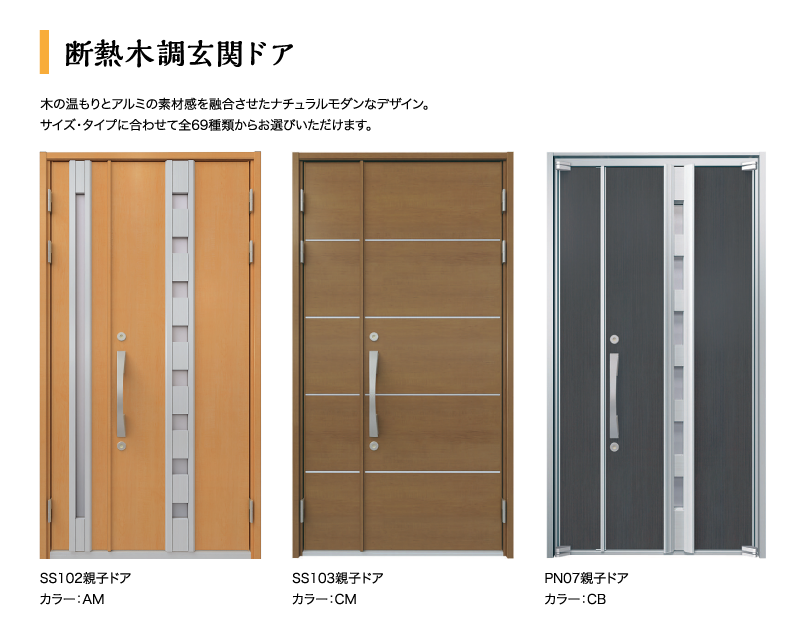 断熱木調玄関ドア
木の温もりとアルミの素材感を融合させたナチュラルモダンなデザイン。
サイズ・タイプに合わせて全69種類からお選びいただけます。
SS102親子ドア
カラー：AM
SS103親子ドア
カラー：CM
PN07親子ドア
カラー：CB